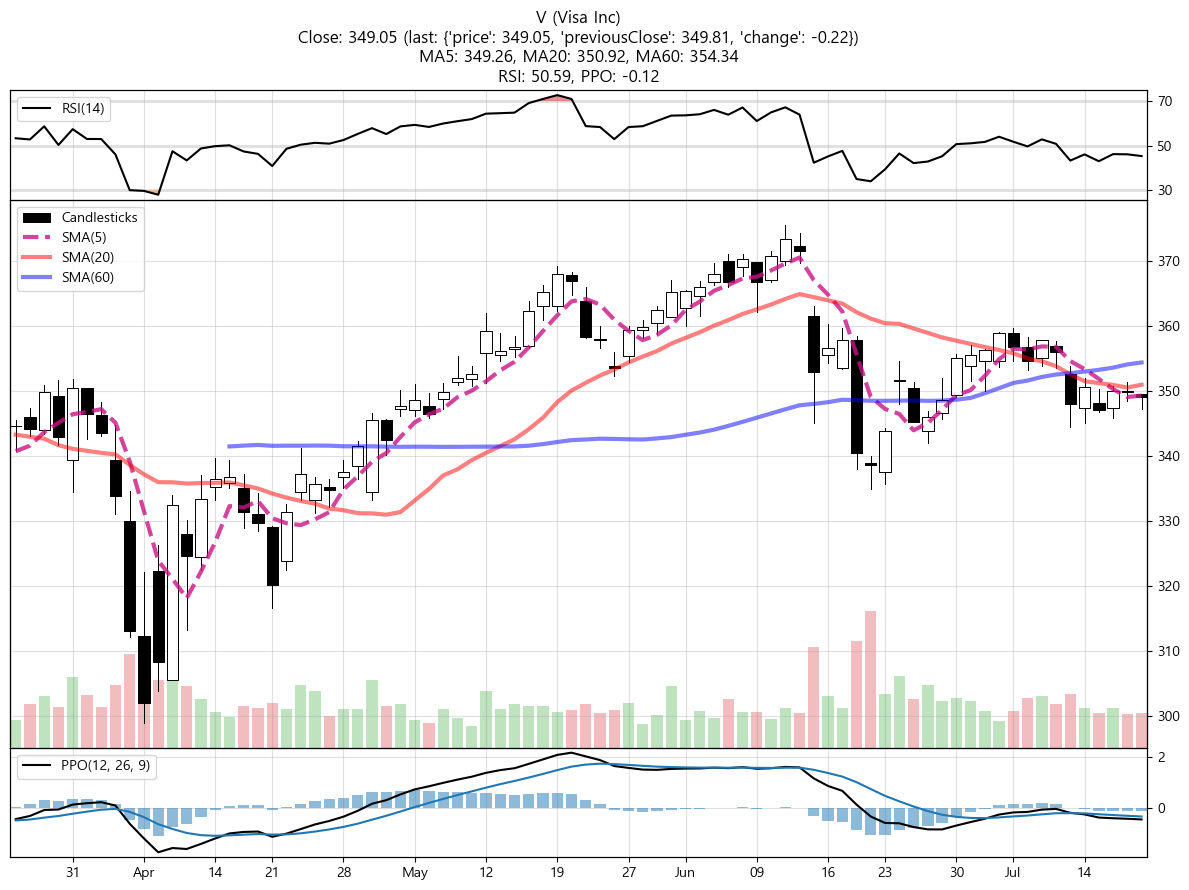 V (Visa Inc)
Close: 349.05 (last: {'price': 349.05, 'previousClose': 349.81, 'change': -0.22})
MA5: 349.26, MA20: 350.92, MA60: 354.34
RSI: 50.59, PPO: -0.12
RSI(14)
70
50
30
Candlesticks
SMA(5)
SMA(20)
SMA(60)
370
360
350
340
330
320
310
300
PPO(12, 26, 9)
2
0
31 Apr 14 21 28 May 12 19 27 Jun 09 16 23 30 Jul 14